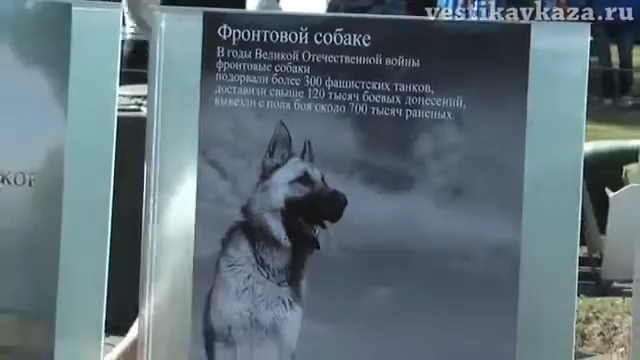 vestikavkaza.ru
Фронтовой собаке
В годы Великой Отечественной войны
фронтовые собаки
подорвали более 300 фашистских танков,
доставили свыше 120 тысяч боевых донесений,
вывезли с поля боя около 700 тысяч раненых.